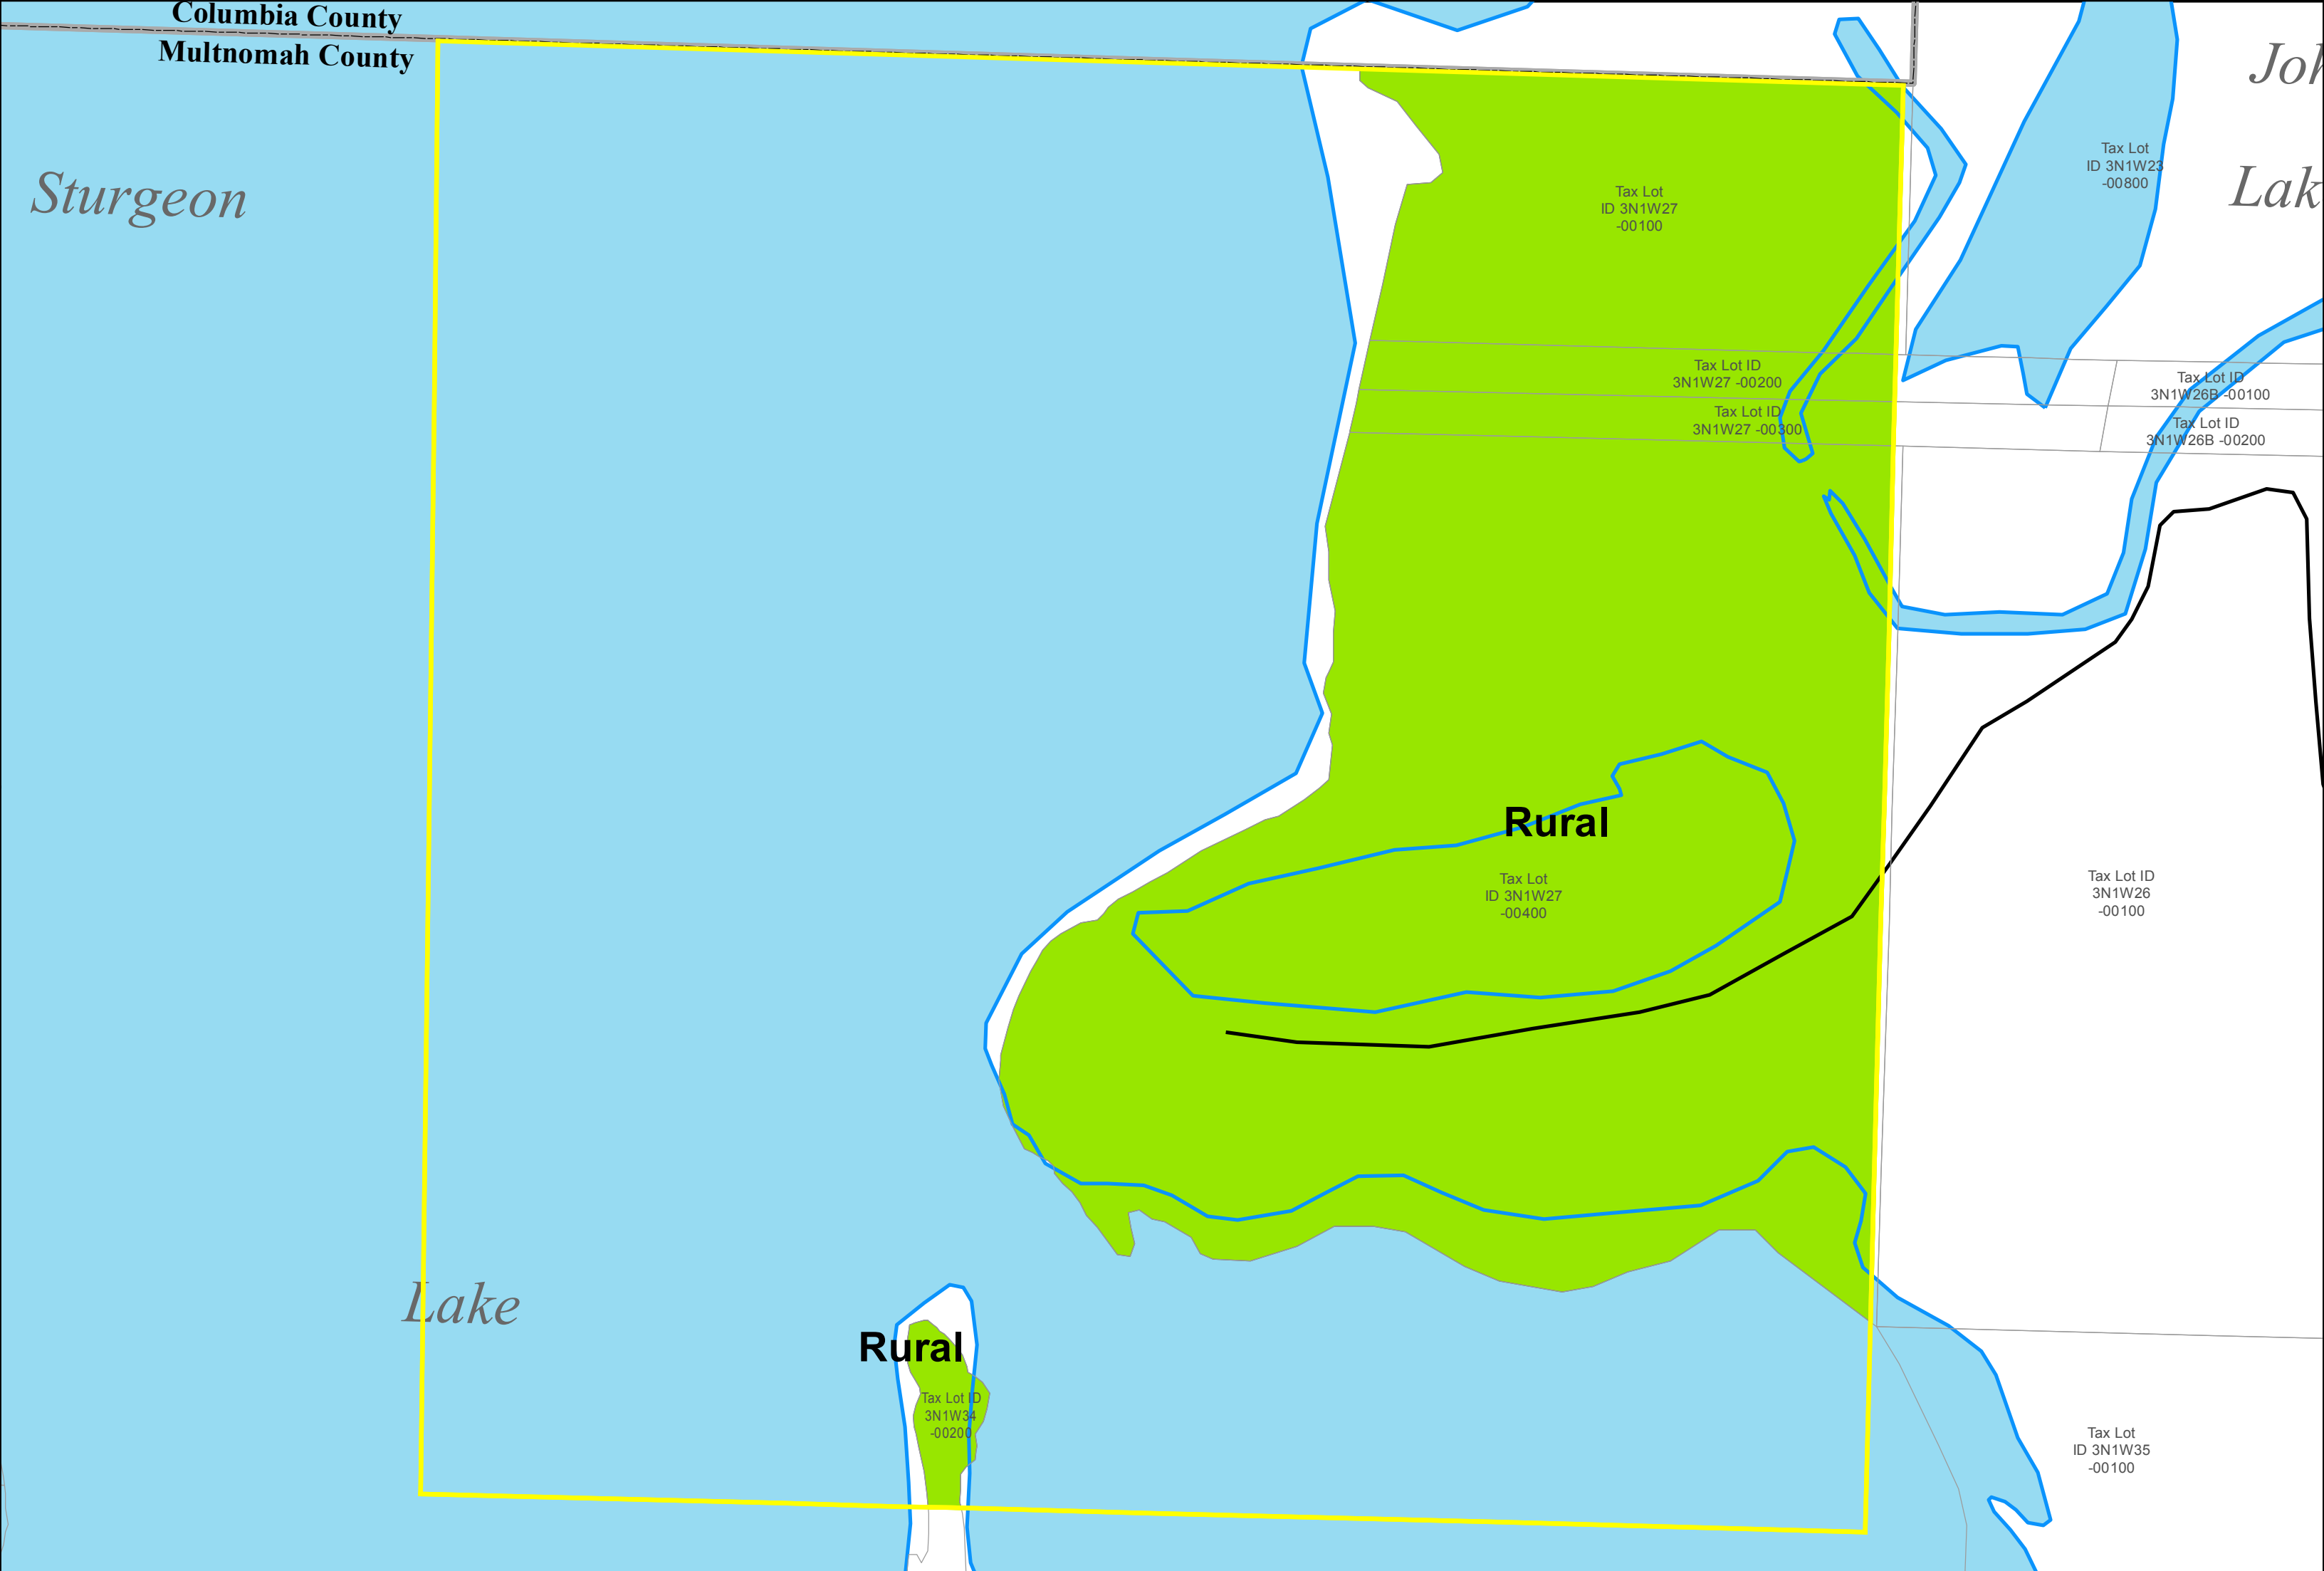 Columbia County
Multnomah County
Sturgeon
Joh
Lak
Tax Lot
ID 3N1W23
-00800
Tax Lot
ID 3N1W27
-00100
Tax Lot ID
3N1W27 -00200
Tax Lot ID
3N1W26B -00100
Tax Lot ID
3N1W27 -00300
Tax Lot ID
3N1W26B -00200
Rural
Tax Lot
ID 3N1W27
-00400
Tax Lot ID
3N1W26
-00100
Lake
Rural
Tax Lot ID
3N1W34
-00200
Tax Lot
ID 3N1W35
-00100